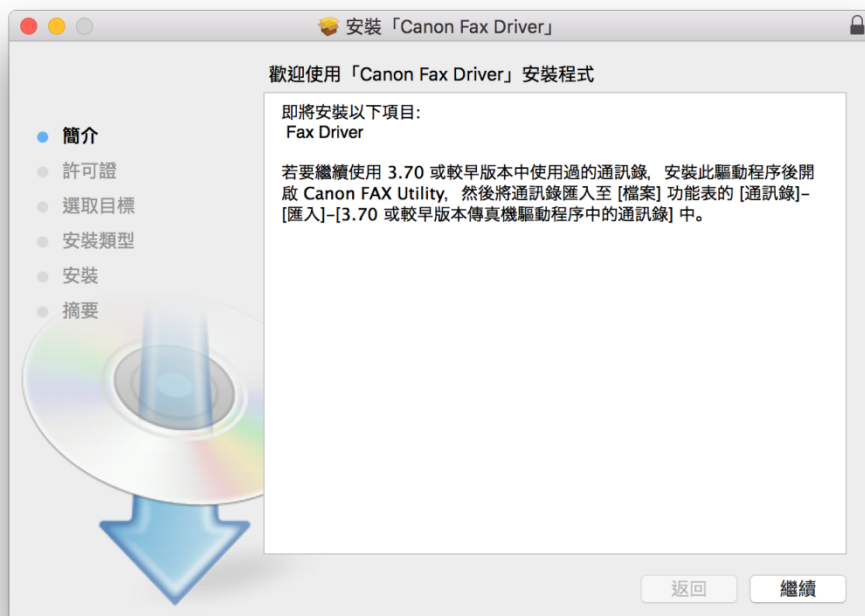 安裝「Canon Fax Driver」
歡迎使用「Canon Fax Driver」安裝程式
簡介
許可證
選取目標
安裝類型
安裝
摘要
即將安裝以下項目:
Fax Driver
若要繼續使用 3.70 或較早版本中使用過的通訊錄，安裝此驅動程序後開
啟 Canon FAX Utility，然後將通訊錄匯入至 [檔案] 功能表的 [通訊錄]–
[匯入]–[3.70 或較早版本傳真機驅動程序中的通訊錄] 中。
返回
繼續